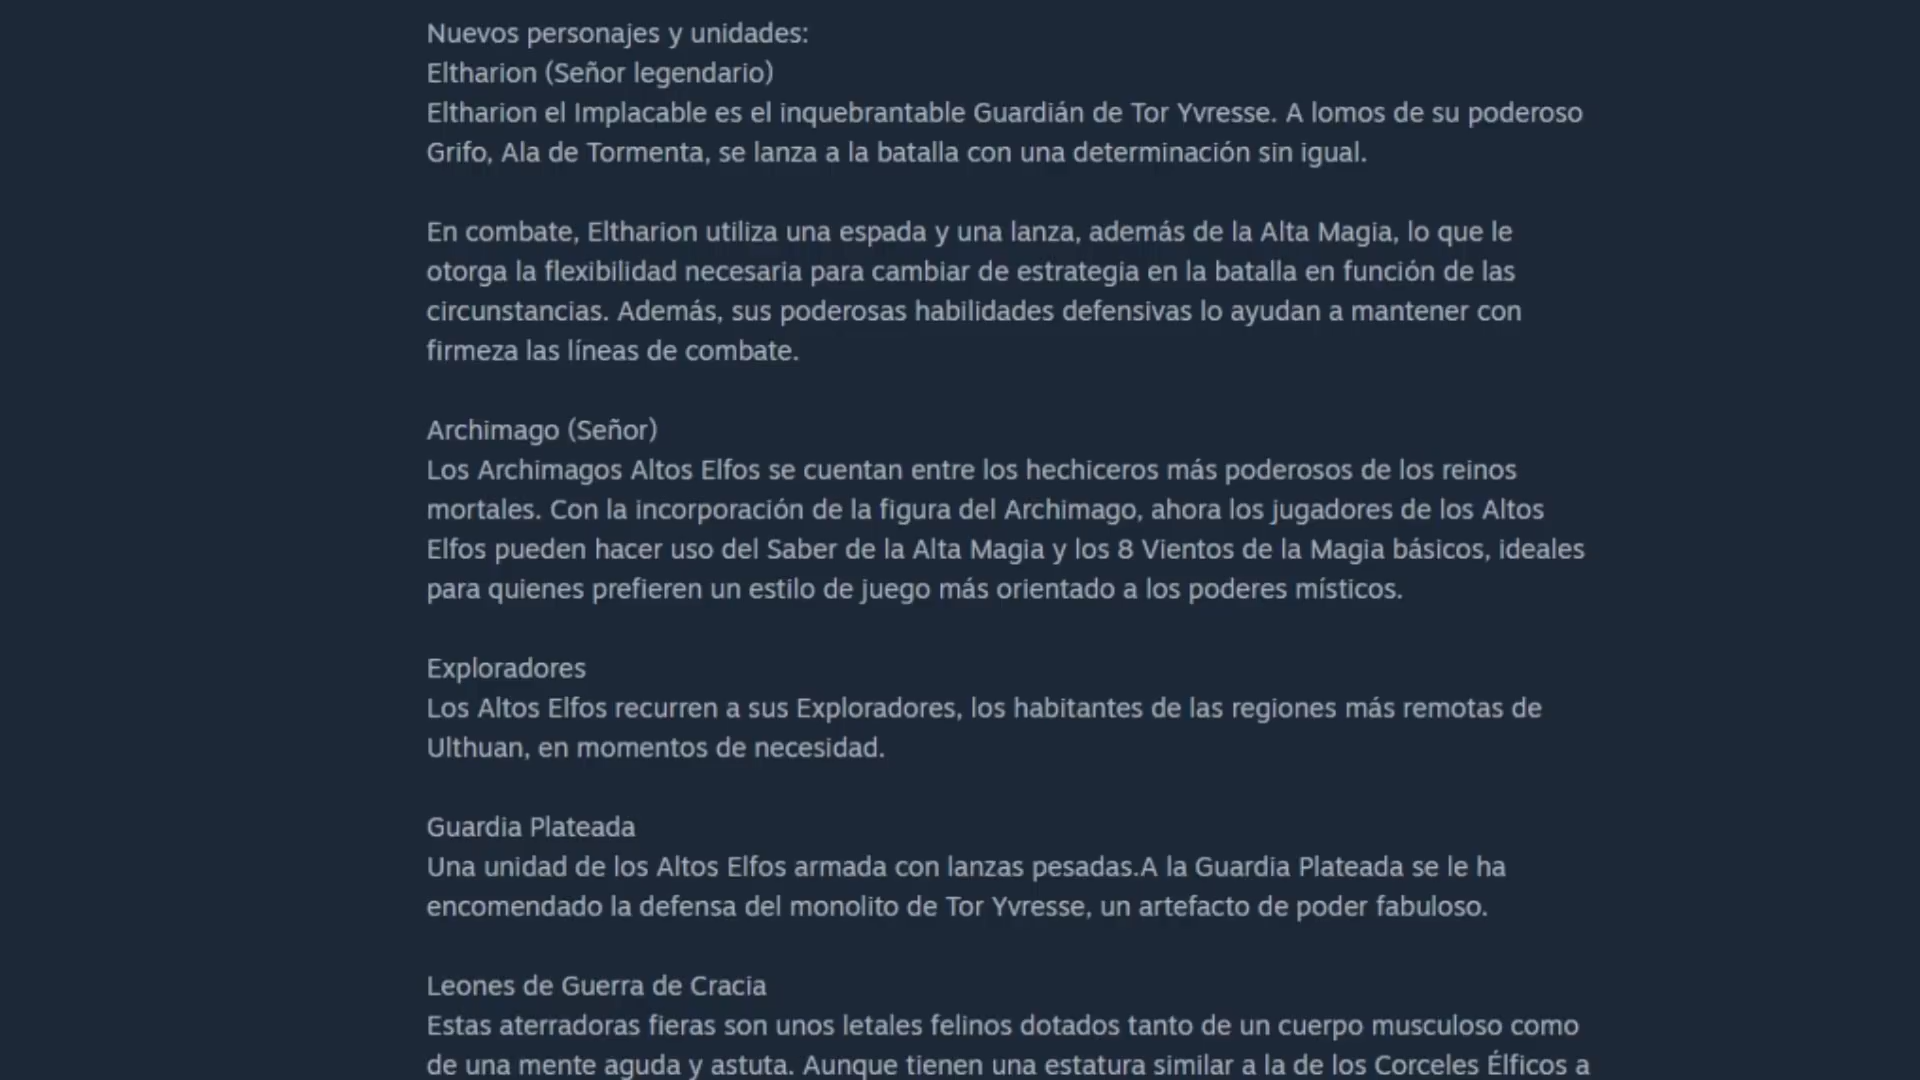 Nuevos personajes y unidades:
Eltharion (Señor legendario)
Eltharion el Implacable es el inquebrantable Guardián de Tor Yvresse. A lomos de su poderoso
Grifo, Ala de Tormenta, se lanza a la batalla con una determinación sin igual.
En combate, Eltharion utiliza una espada y una lanza, además de la Alta Magia, lo que le
otorga la flexibilidad necesaria para cambiar de estrategia en la batalla en función de las
circunstancias. Además, sus poderosas habilidades defensivas lo ayudan a mantener con
firmeza las líneas de combate.
Archimago (Señor)
Los Archimagos Altos Elfos se cuentan entre los hechiceros más poderosos de los reinos
mortales. Con la incorporación de la figura del Archimago, ahora los jugadores de los Altos
Elfos pueden hacer uso del Saber de la Alta Magia y los 8 Vientos de la Magia básicos, ideales
para quienes prefieren un estilo de juego más orientado a los poderes místicos.
Exploradores
Los Altos Elfos recurren a sus Exploradores, los habitantes de las regiones más remotas de
Ulthuan, en momentos de necesidad.
Guardia Plateada
Una unidad de los Altos Elfos armada con lanzas pesadas.A la Guardia Plateada se le ha
encomendado la defensa del monolito de Tor Yvresse, un artefacto de poder fabuloso.
Leones de Guerra de Cracia
Estas aterradoras fieras son unos letales felinos dotados tanto de un cuerpo musculoso como
de una mente aguda y astuta. Aunque tienen una estatura similar a la de los Corceles Élficos a